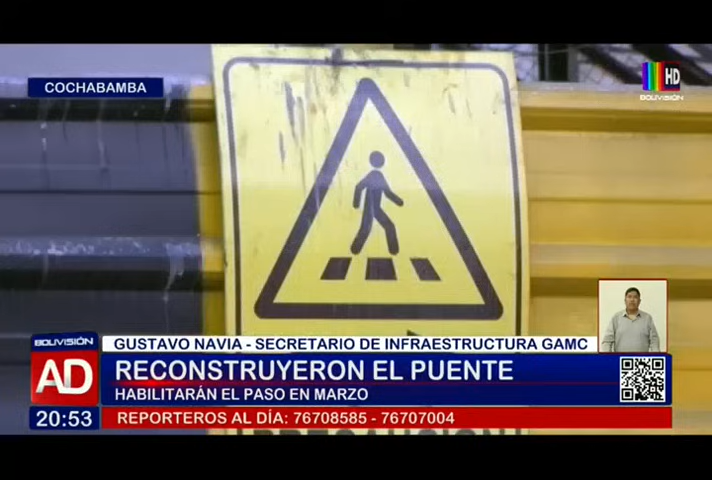 COCHABAMBA
HD
BOLIVISIÓN
BOLIVISIÓN
AD
20:53
GUSTAVO NAVIA - SECRETARIO DE INFRAESTRUCTURA GAMC
RECONSTRUYERON EL PUENTE
HABILITARÁN EL PASO EN MARZO
REPORTEROS AL DÍA: 76708585 - 76707004